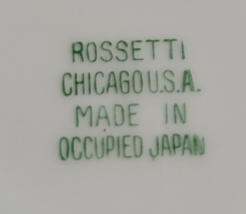 ROSSETTI
CHICAGO U.S.A.
MADE IN
OCCUPIED JAPAN